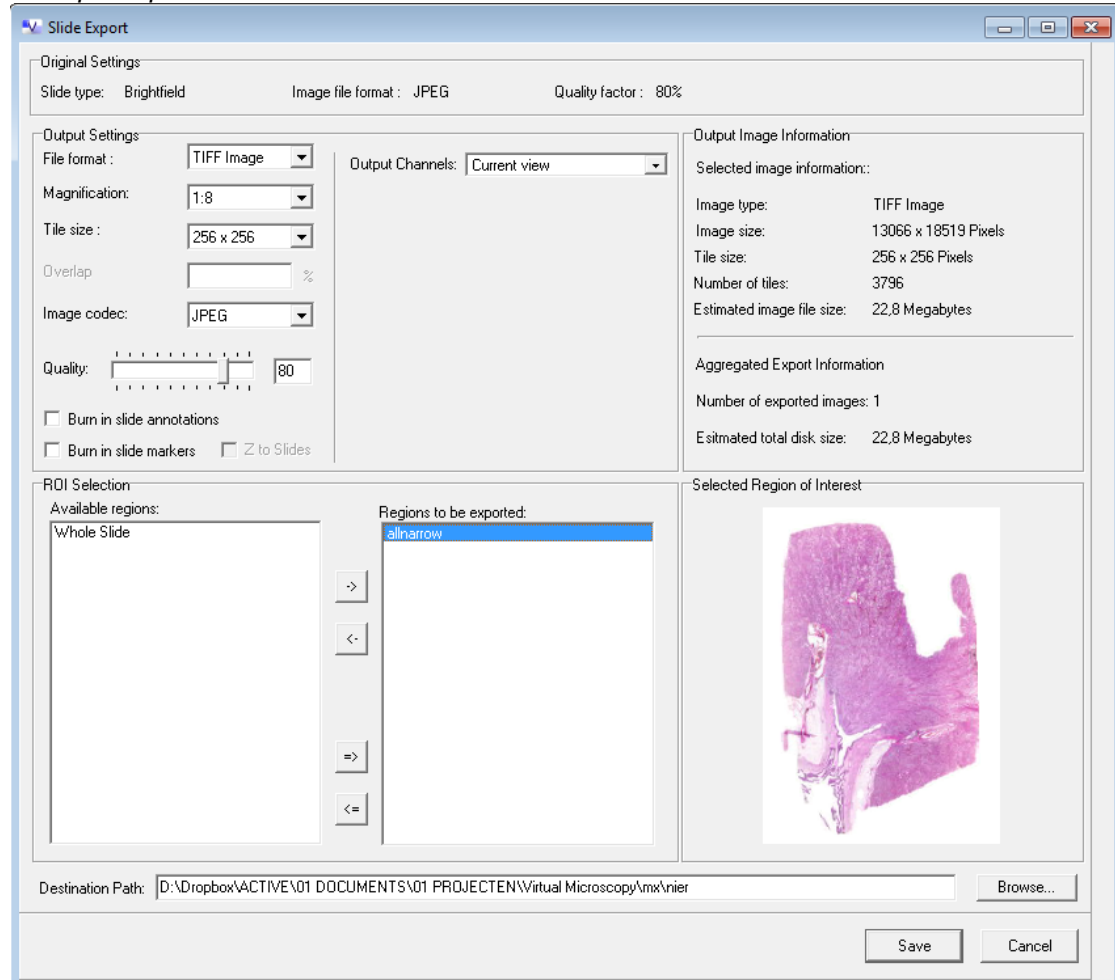 Slide Export
Original Settings
Slide type: Brightfield Image file format : JPEG Quality factor : 80%
Output Settings
File format : TIFF Image
Magnification: 1:8
Tile size : 256 x 256
Overlap %
Image codec: JPEG
Quality: 80
Burn in slide annotations
Burn in slide markers Z to Slides
Output Channels: Current view
Output Image Information
Selected image information::
Image type: TIFF Image
Image size: 13066 x 18519 Pixels
Tile size: 256 x 256 Pixels
Number of tiles: 3796
Estimated image file size: 22,8 Megabytes
Aggregated Export Information
Number of exported images: 1
Esitmated total disk size: 22,8 Megabytes
ROI Selection
Available regions:
Whole Slide
->
<-
=>
<=
Regions to be exported:
allnarrow
Selected Region of Interest
Destination Path: D:\Dropbox\ACTIVE\01 DOCUMENTS\01 PROJECTEN\Virtual Microscopy\mx\nier Browse...
Save Cancel